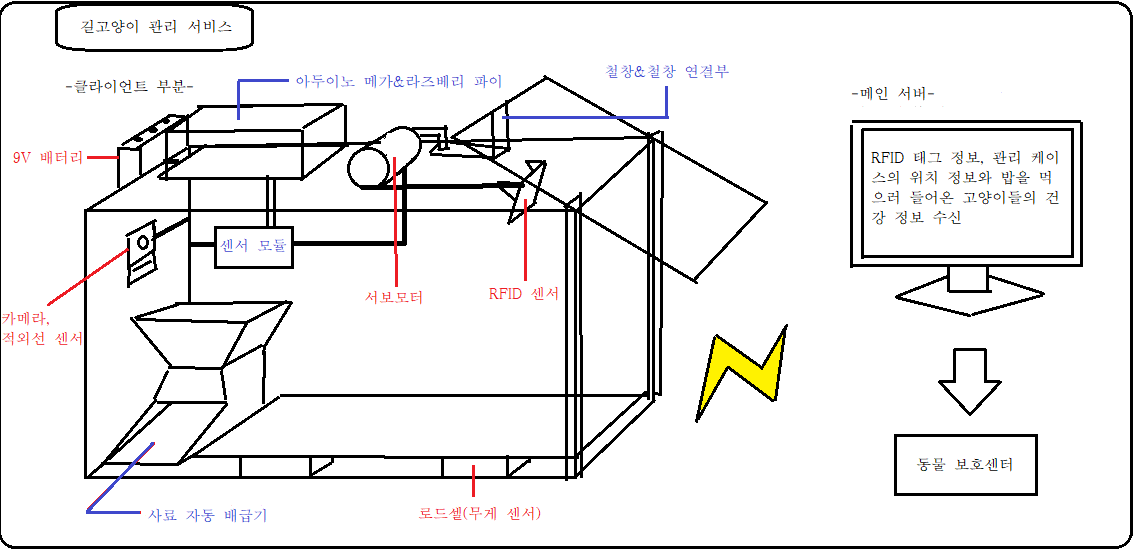 길고양이 관리 서비스
-클라이언트 부분-
아두이노 메가&라즈베리 파이
철창&철창 연결부
9V 배터리
센서 모듈
서보모터
RFID 센서
카메라,
적외선 센서
사료 자동 배급기
로드셀(무게 센서)
-메인 서버-
RFID 태그 정보, 관리 케이
스의 위치 정보와 밥을 먹
으러 들어온 고양이들의 건
강 정보 수신
동물 보호센터